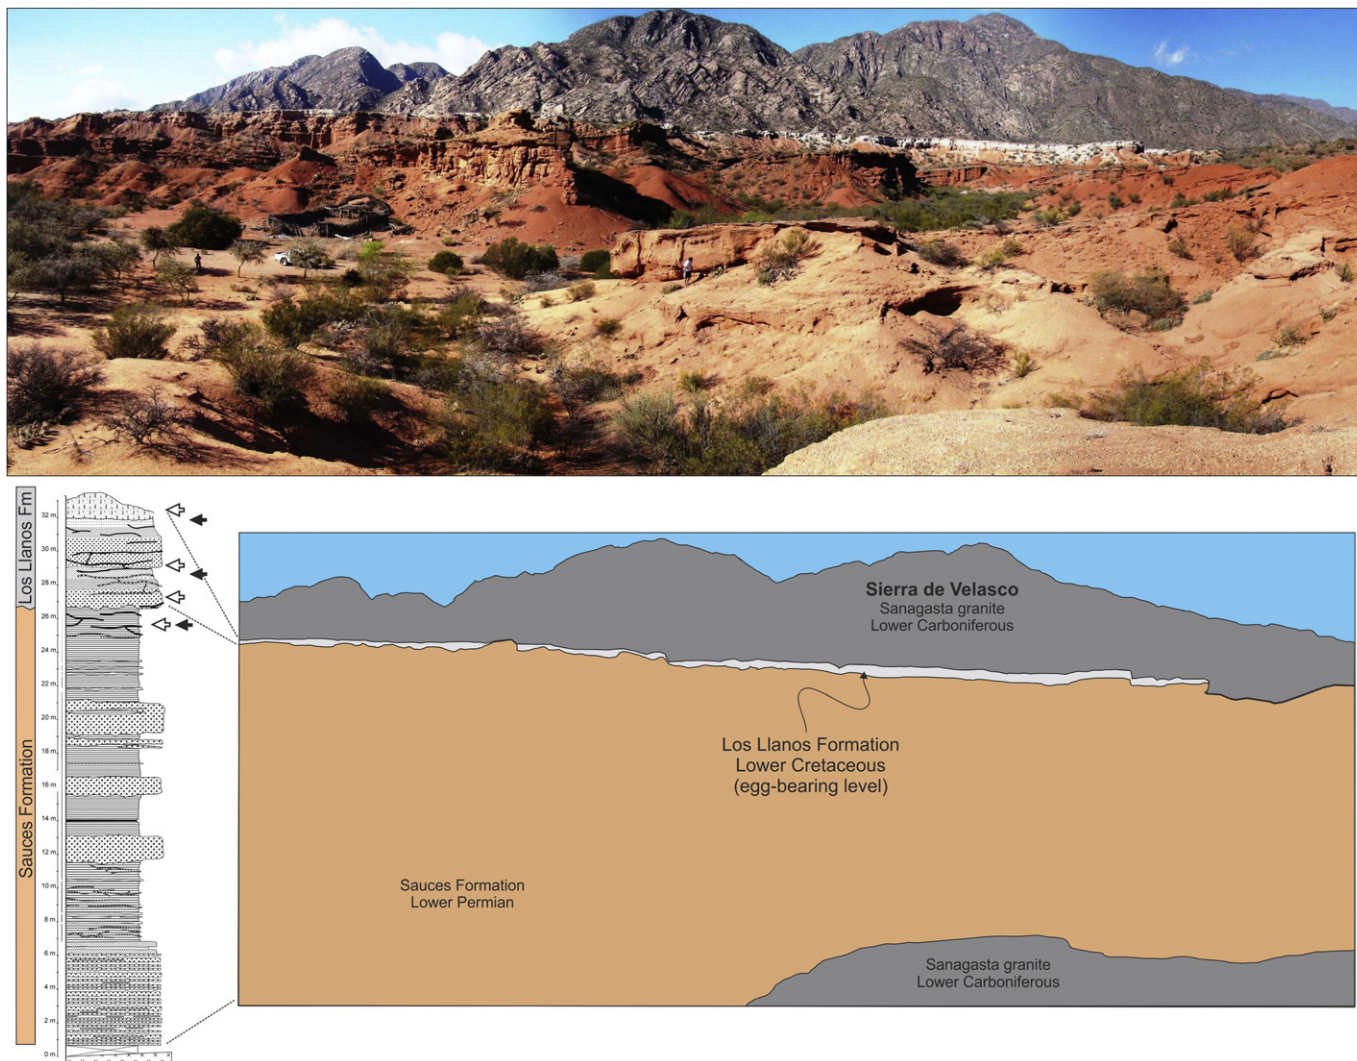 Los Llanos Fm
Sauces Formation
32 m
30 m
28 m
26 m
24 m
22 m
20 m
18 m
16 m
14 m
12 m
10 m
8 m
6 m
4 m
2 m
0 m
Sierra de Velasco
Sanagasta granite
Lower Carboniferous
Los Llanos Formation
Lower Cretaceous
(egg-bearing level)
Sauces Formation
Lower Permian
Sanagasta granite
Lower Carboniferous